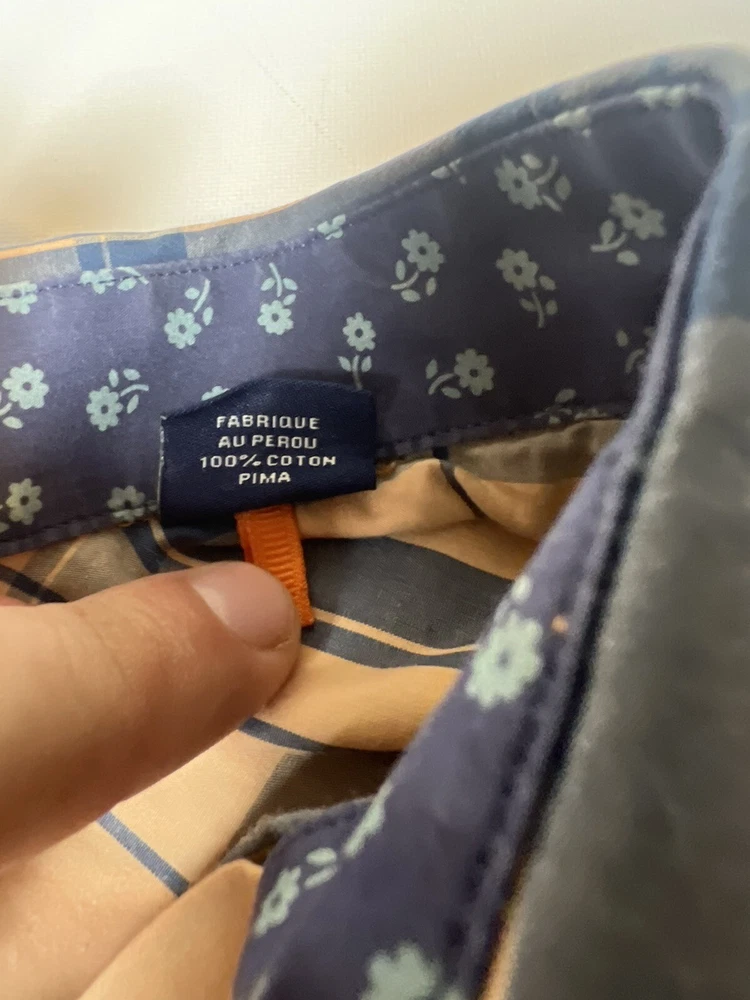 FABRIQUE
AU PEROU
100% COTON
PIMA